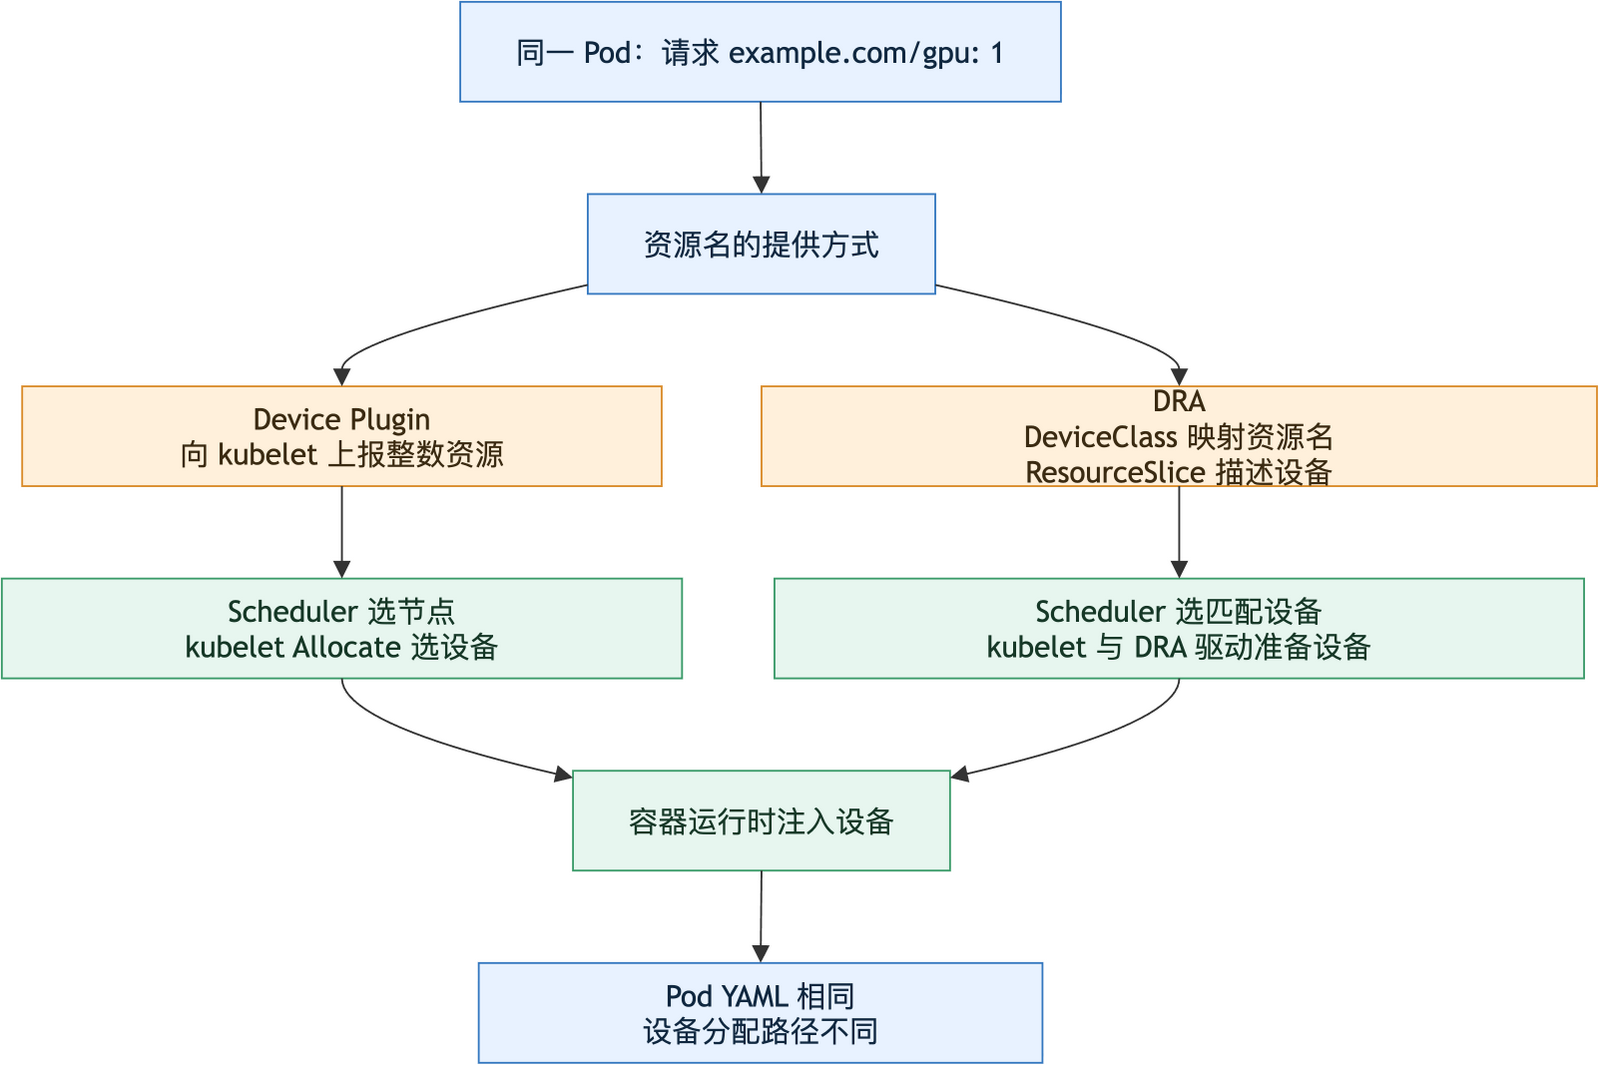 同一 Pod：请求 example.com/gpu: 1
资源名的提供方式
Device Plugin
向 kubelet 上报整数资源
DRA
DeviceClass 映射资源名
ResourceSlice 描述设备
Scheduler 选节点
kubelet Allocate 选设备
Scheduler 选匹配设备
kubelet 与 DRA 驱动准备设备
容器运行时注入设备
Pod YAML 相同
设备分配路径不同